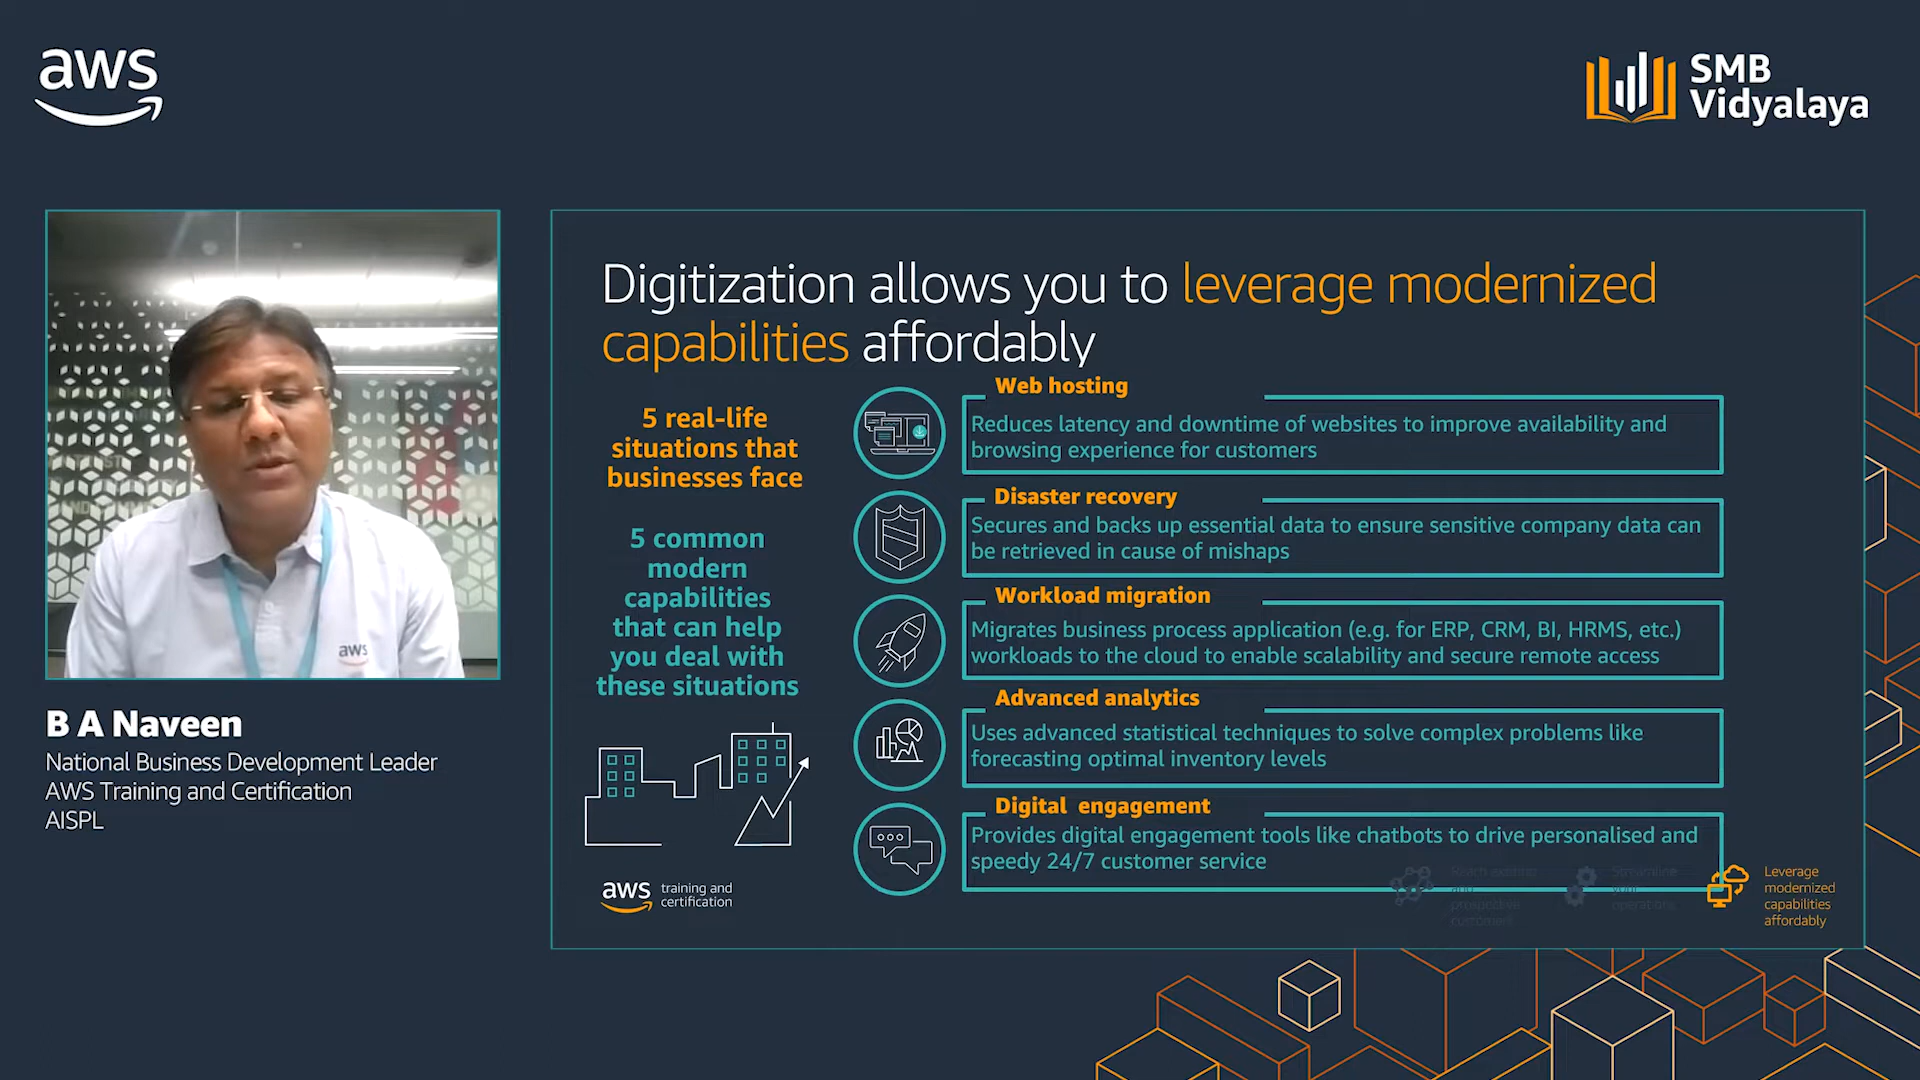 aws
SMB
Vidyalaya
Digitization allows you to leverage modernized
capabilities affordably
5 real-life
situations that
businesses face
5 common
modern
capabilities
that can help
you deal with
these situations
Web hosting
Reduces latency and downtime of websites to improve availability and
browsing experience for customers
Disaster recovery
Secures and backs up essential data to ensure sensitive company data can
be retrieved in cause of mishaps
Workload migration
Migrates business process application (e.g. for ERP, CRM, BI, HRMS, etc.)
workloads to the cloud to enable scalability and secure remote access
Advanced analytics
Uses advanced statistical techniques to solve complex problems like
forecasting optimal inventory levels
Digital engagement
Provides digital engagement tools like chatbots to drive personalised and
speedy 24/7 customer service
aws
B A Naveen
National Business Development Leader
AWS Training and Certification
AISPL
aws training and
certification
prospective
customers
Streamline
your
operations
Leverage
modernized
capabilities
affordably